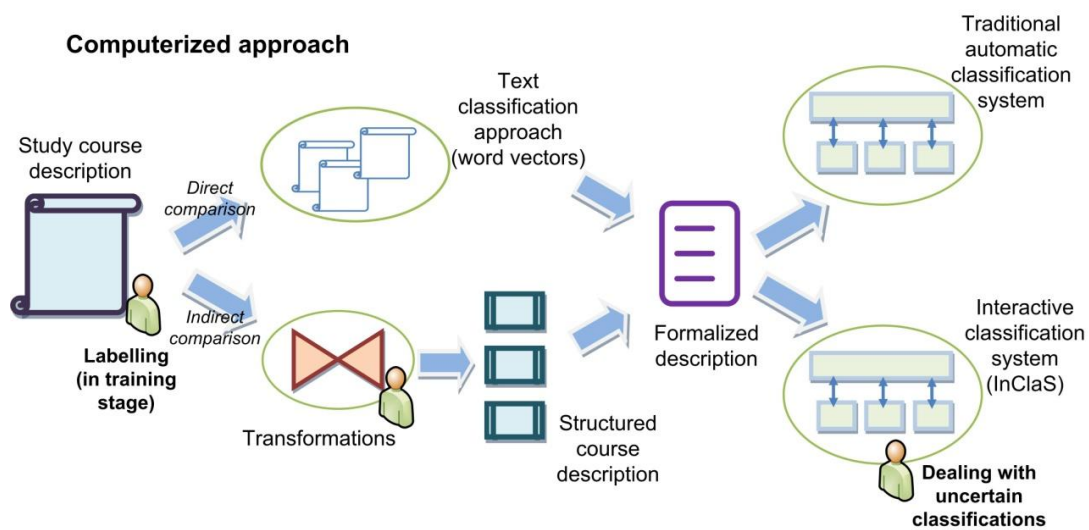 Computerized approach
Study course
description
Direct
comparison
Indirect
comparison
Labelling
(in training
stage)
Text
classification
approach
(word vectors)
Transformations
Structured
course
description
Formalized
description
Traditional
automatic
classification
system
Interactive
classification
system
(InClaS)
Dealing with
uncertain
classifications